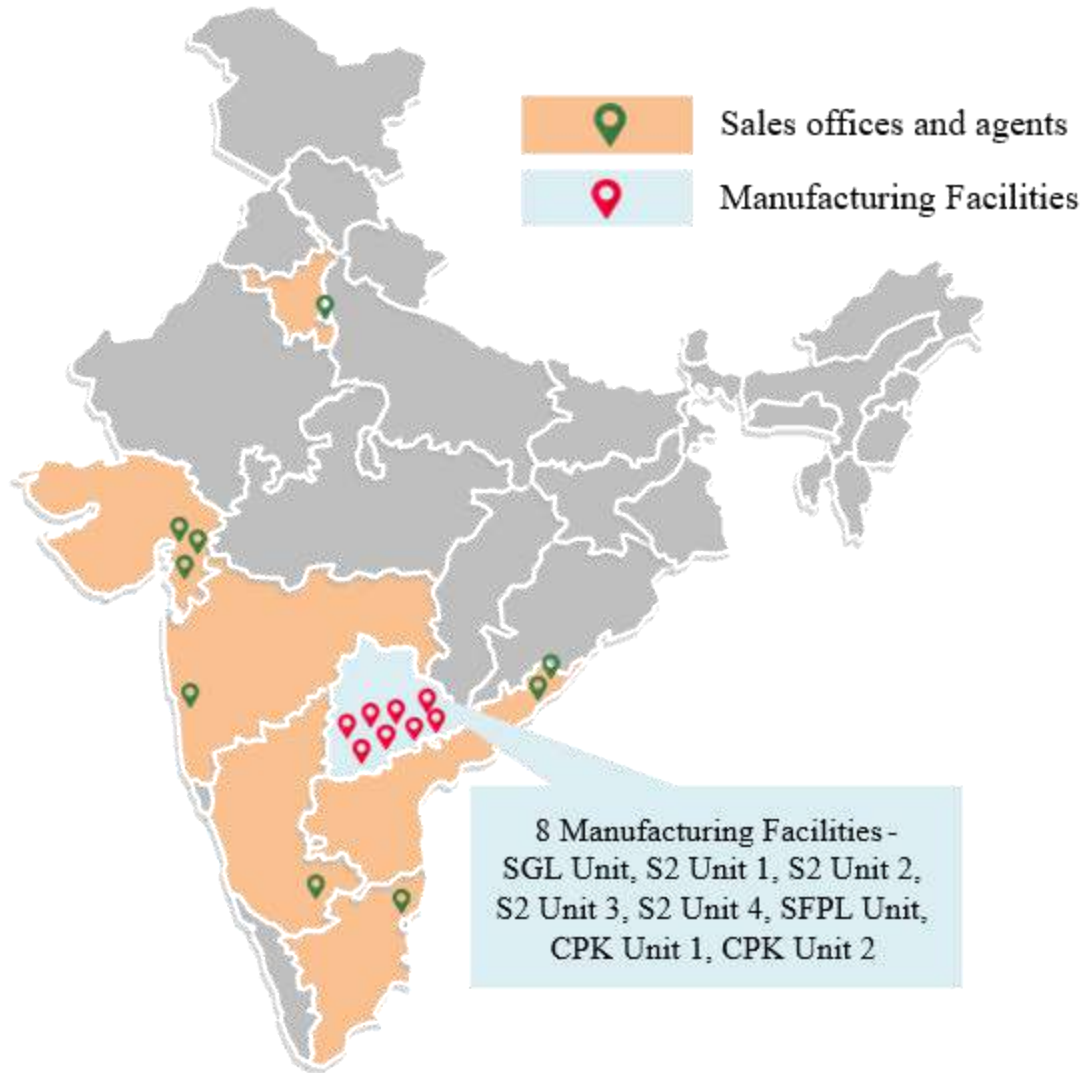 Sales offices and agents
Manufacturing Facilities
8 Manufacturing Facilities -
SGL Unit, S2 Unit 1, S2 Unit 2,
S2 Unit 3, S2 Unit 4, SFPL Unit,
CPK Unit 1, CPK Unit 2